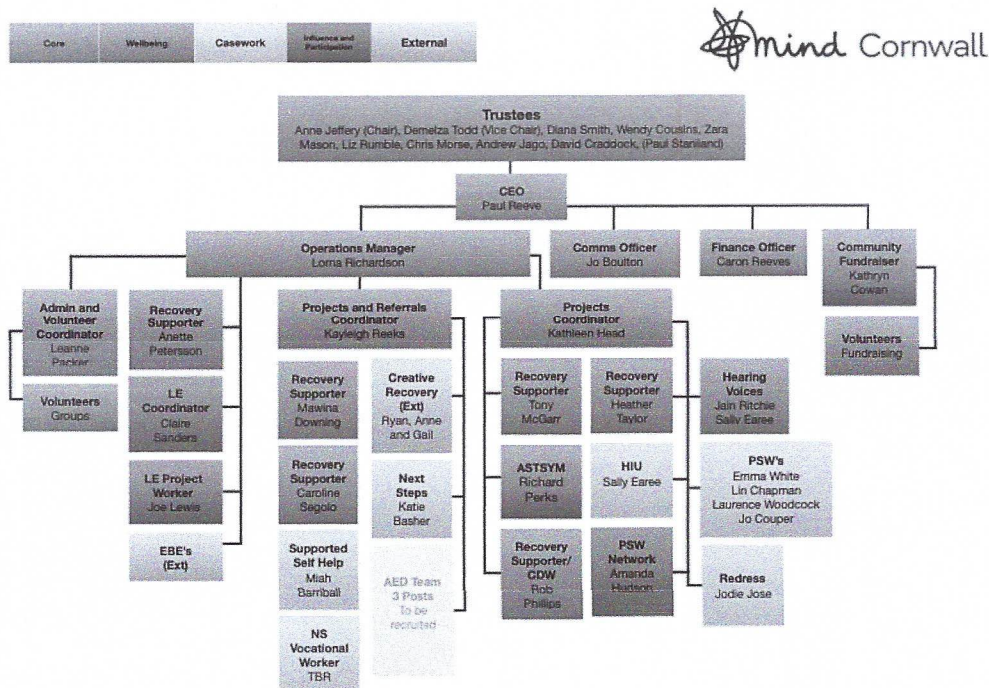 Core
Wellbeing
Casework
Influence and
Participation
External
mind Cornwall
Trustees
Anne Jeffery (Chair), Demelza Todd (Vice Chair), Diana Smith, Wendy Cousins, Zara
Mason, Liz Rumble, Chris Morse, Andrew Jago, David Craddock, (Paul Staniland)
CEO
Paul Reeve
Operations Manager
Lorna Richardson
Comms Officer
Jo Boulton
Finance Officer
Caron Reeves
Community
Fundraiser
Kathryn
Cowan
Volunteers
Fundraising
Admin and
Volunteer
Coordinator
Leanne
Packer
Volunteers
Groups
Recovery
Supporter
Anette
Petersson
LE
Coordinator
Claire
Sanders
LE Project
Worker
Joe Lewis
EBE's
(Ext)
Projects and Referrals
Coordinator
Kayleigh Reeks
Recovery
Supporter
Mawina
Downing
Recovery
Supporter
Caroline
Segolo
Supported
Self Help
Miah
Barriball
NS
Vocational
Worker
TBR
Creative
Recovery
(Ext)
Ryan, Anne
and Gail
Next
Steps
Katie
Basher
AED Team
3 Posts
To be
recruited
Projects
Coordinator
Kathleen Head
Recovery
Supporter
Tony
McGarr
ASTSYM
Richard
Perks
Recovery
Supporter/
CDW
Rob
Phillips
Recovery
Supporter
Heather
Taylor
HIU
Sally Earee
PSW
Network
Amanda
Hudson
Hearing
Voices
Jain Ritchie
Sally Earee
PSW's
Emma White
Lin Chapman
Laurence Woodcock
Jo Couper
Redress
Jodie Jose